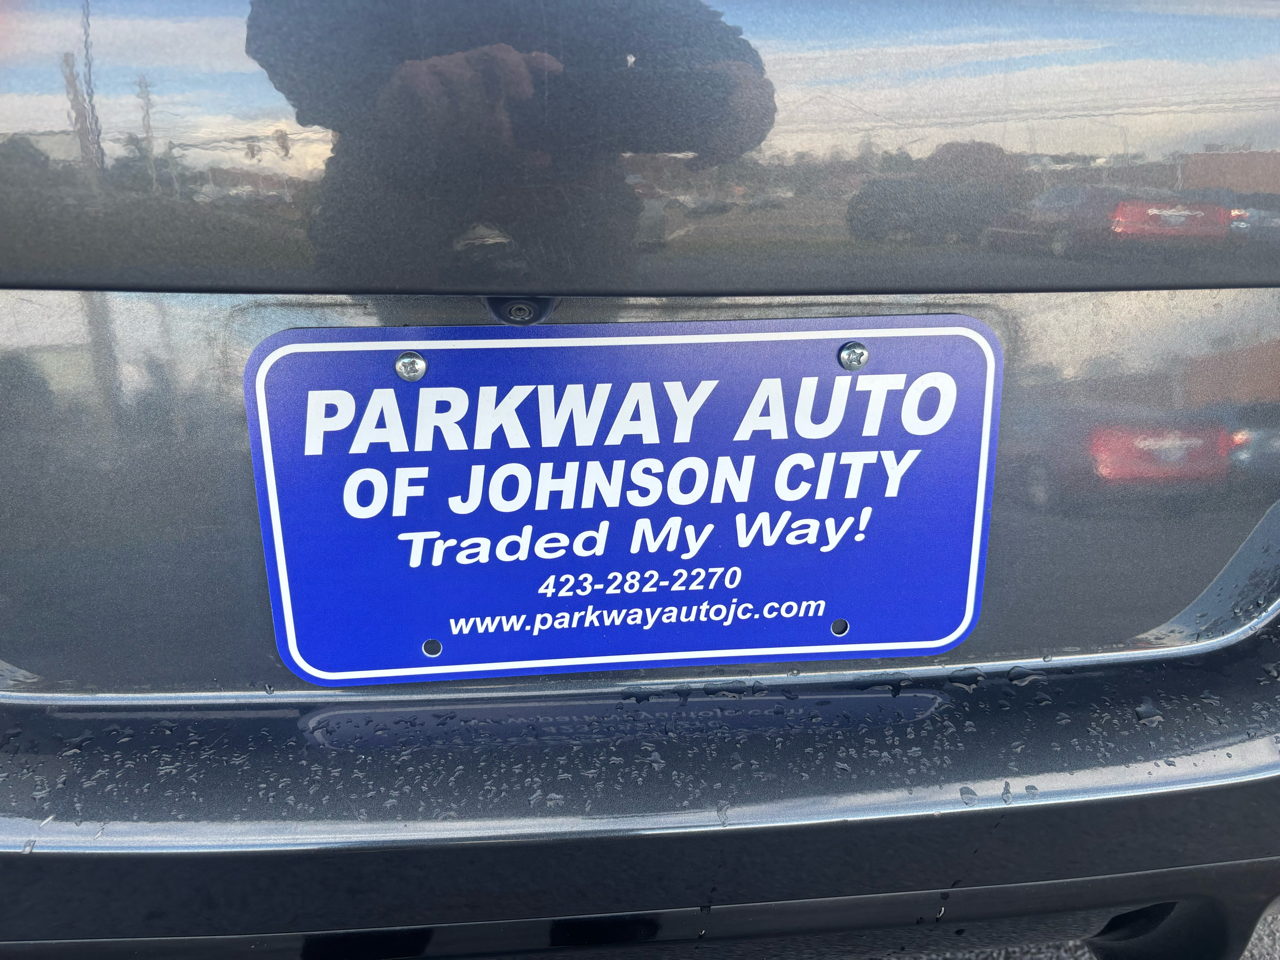 PARKWAY AUTO
OF JOHNSON CITY
Traded My Way!
423-282-2270
www.parkwayautojc.com